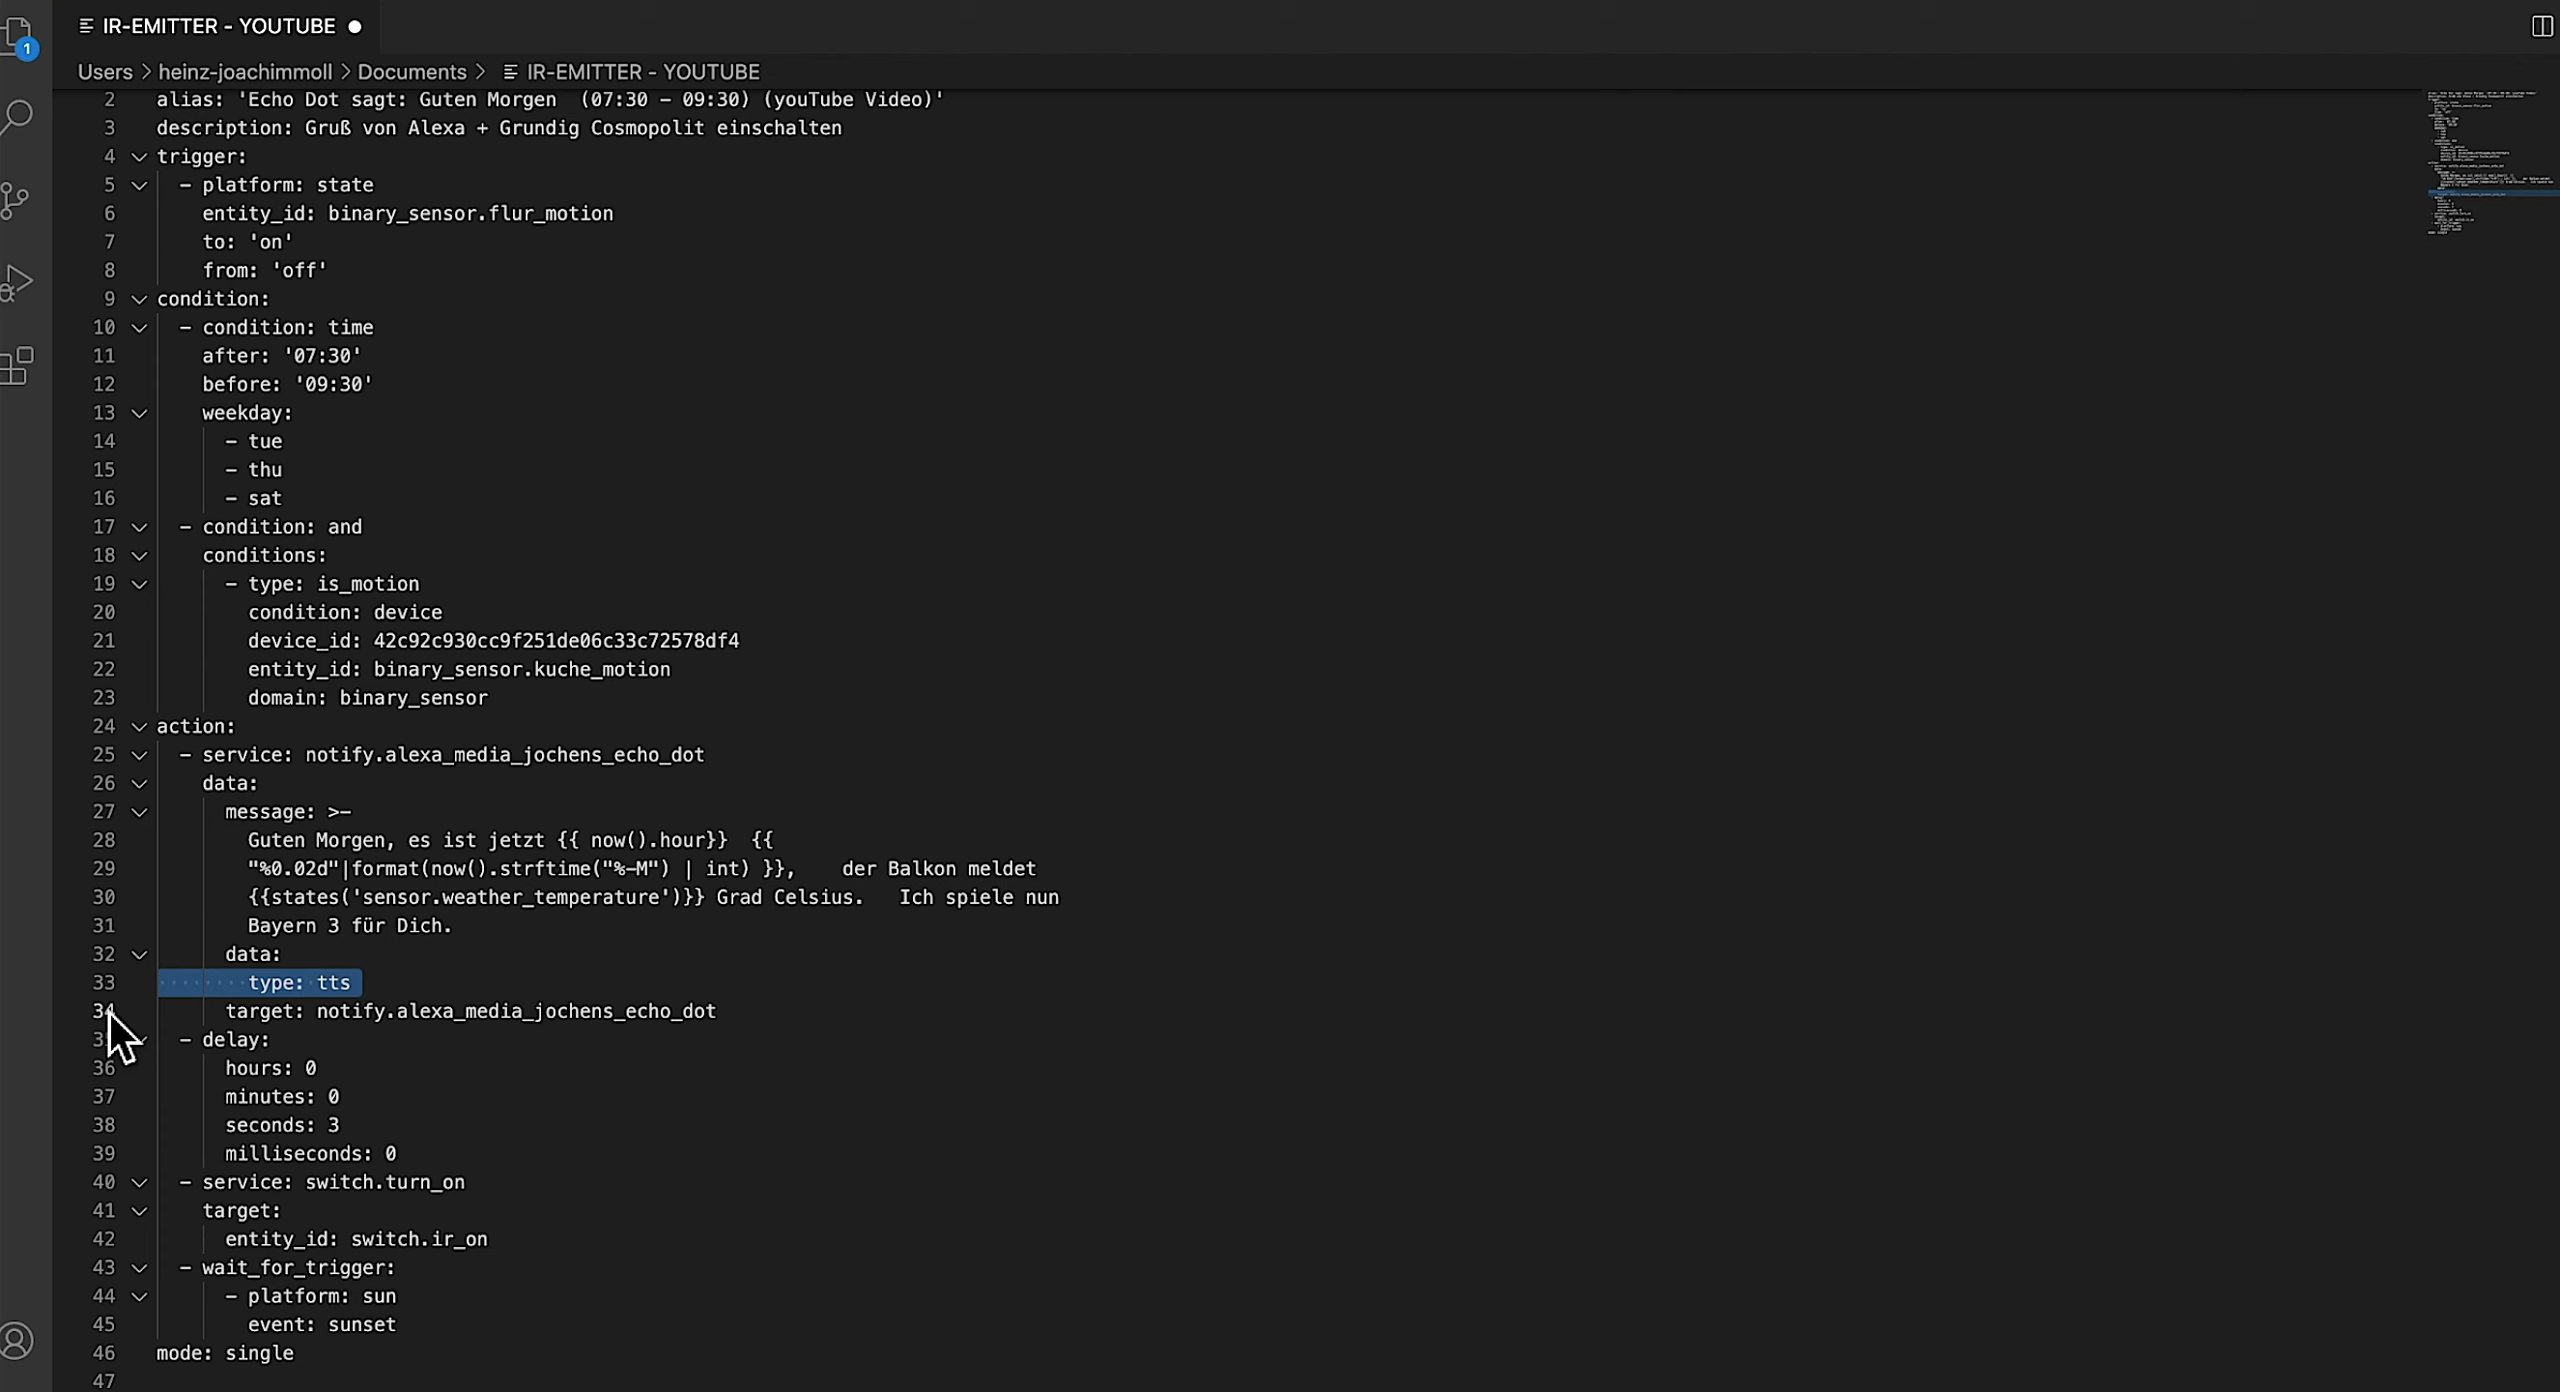 IR-EMITTER - YOUTUBE
1
Users > heinz-joachimmoll > Documents > IR-EMITTER - YOUTUBE
2 alias: 'Echo Dot sagt: Guten Morgen  (07:30 – 09:30) (youTube Video)'
3 description: Gruß von Alexa + Grundig Cosmopolit einschalten
4 trigger:
5   - platform: state
6     entity_id: binary_sensor.flur_motion
7     to: 'on'
8     from: 'off'
9 condition:
10   - condition: time
11     after: '07:30'
12     before: '09:30'
13     weekday:
14       - tue
15       - thu
16       - sat
17   - condition: and
18     conditions:
19       - type: is_motion
20         condition: device
21         device_id: 42c92c930cc9f251de06c33c72578df4
22         entity_id: binary_sensor.kuche_motion
23         domain: binary_sensor
24 action:
25   - service: notify.alexa_media_jochens_echo_dot
26     data:
27       message: >-
28         Guten Morgen, es ist jetzt {{ now().hour}}  {{
29         "%0.02d"|format(now().strftime("%-M") | int) }},    der Balkon meldet
30         {{states('sensor.weather_temperature')}} Grad Celsius.   Ich spiele nun
31         Bayern 3 für Dich.
32       data:
33         type: tts
34       target: notify.alexa_media_jochens_echo_dot
35   - delay:
36       hours: 0
37       minutes: 0
38       seconds: 3
39       milliseconds: 0
40   - service: switch.turn_on
41     target:
42       entity_id: switch.ir_on
43   - wait_for_trigger:
44       - platform: sun
45         event: sunset
46 mode: single
47